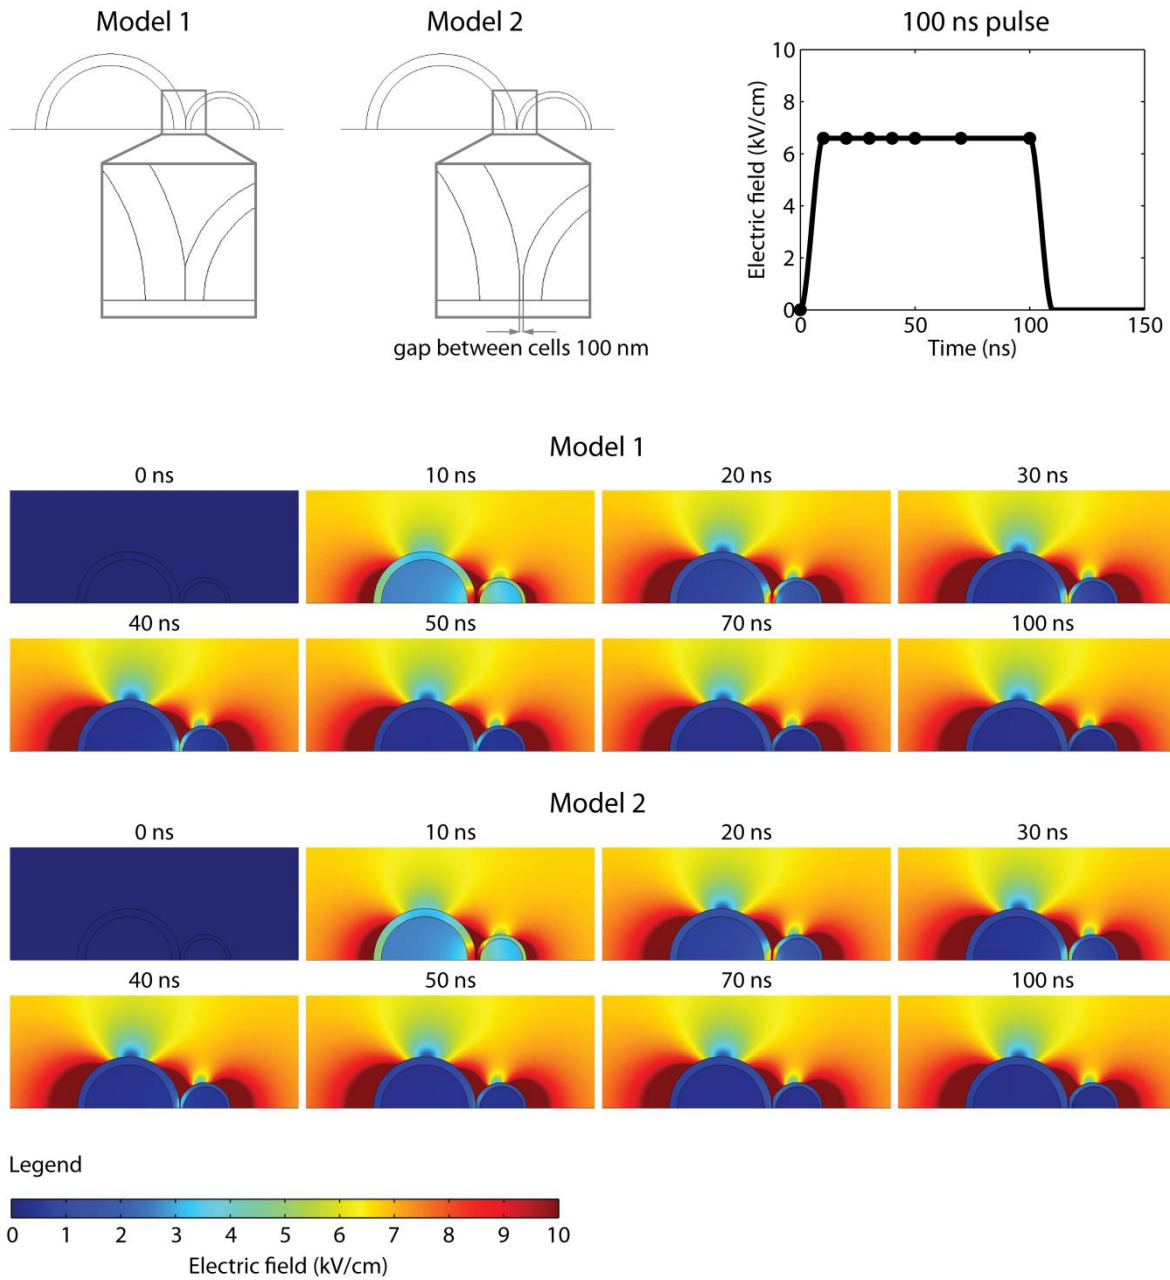 Model 1
Model 2
100 ns pulse
gap between cells 100 nm
Electric field (kV/cm)
10
8
6
4
2
0
0 50 100 150
Time (ns)
Model 1
0 ns 10 ns 20 ns 30 ns
40 ns 50 ns 70 ns 100 ns
Model 2
0 ns 10 ns 20 ns 30 ns
40 ns 50 ns 70 ns 100 ns
Legend
0 1 2 3 4 5 6 7 8 9 10
Electric field (kV/cm)